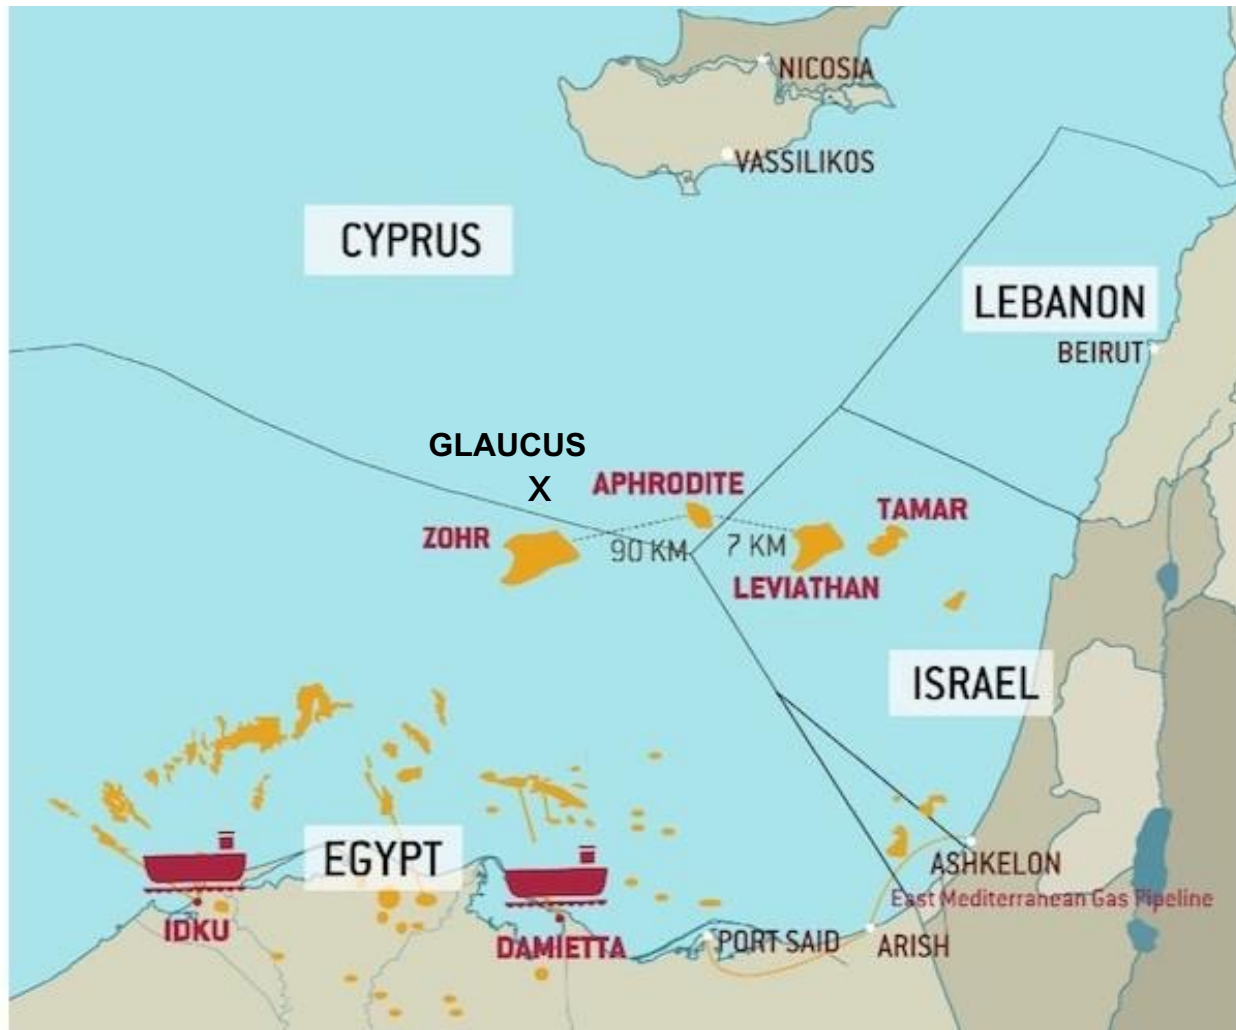 NICOSIA
VASSILIKOS
CYPRUS
LEBANON
BEIRUT
GLAUCUS
X
APHRODITE
TAMAR
ZOHR
90 KM
7 KM
LEVIATHAN
ISRAEL
EGYPT
ASHKELON
East Mediterranean Gas Pipeline
IDKU
DAMIETTA
PORT SAID
ARISH